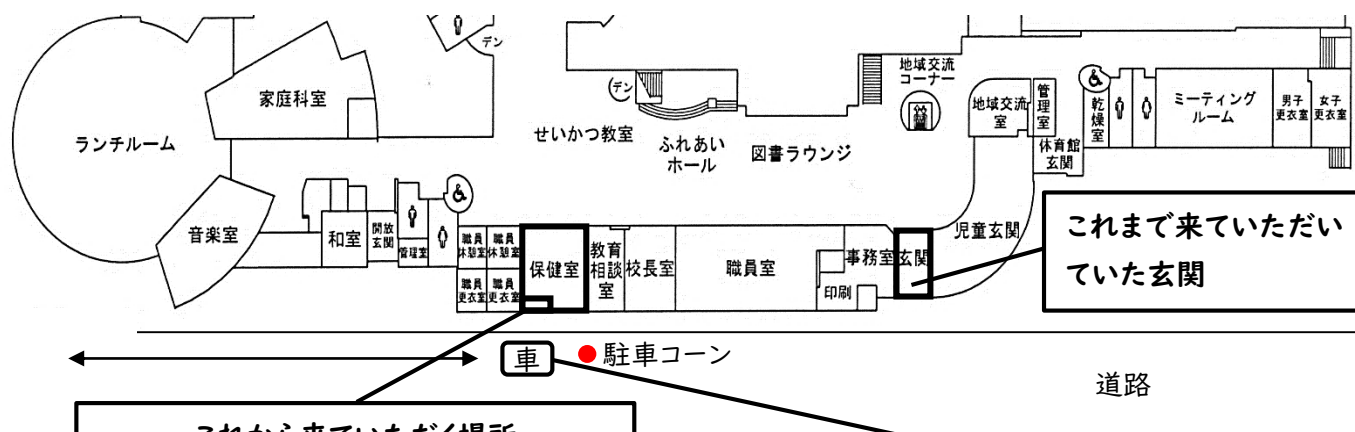 デン
家庭科室
ランチルーム
音楽室
和室
開放
玄関
管理室
職員
休憩室
職員
休憩室
職員
更衣室
職員
更衣室
保健室
教育
相談
室
校長室
職員室
事務室
印刷
玄関
児童玄関
せいかつ教室
デン
ふれあい
ホール
図書ラウンジ
地域交流
コーナー
地域交流
室
管理室
体育館
玄関
乾燥室
ミーティング
ルーム
男子
更衣室
女子
更衣室
これまで来ていただい
ていた玄関
車
駐車コーン
道路
これから来ていただく場所